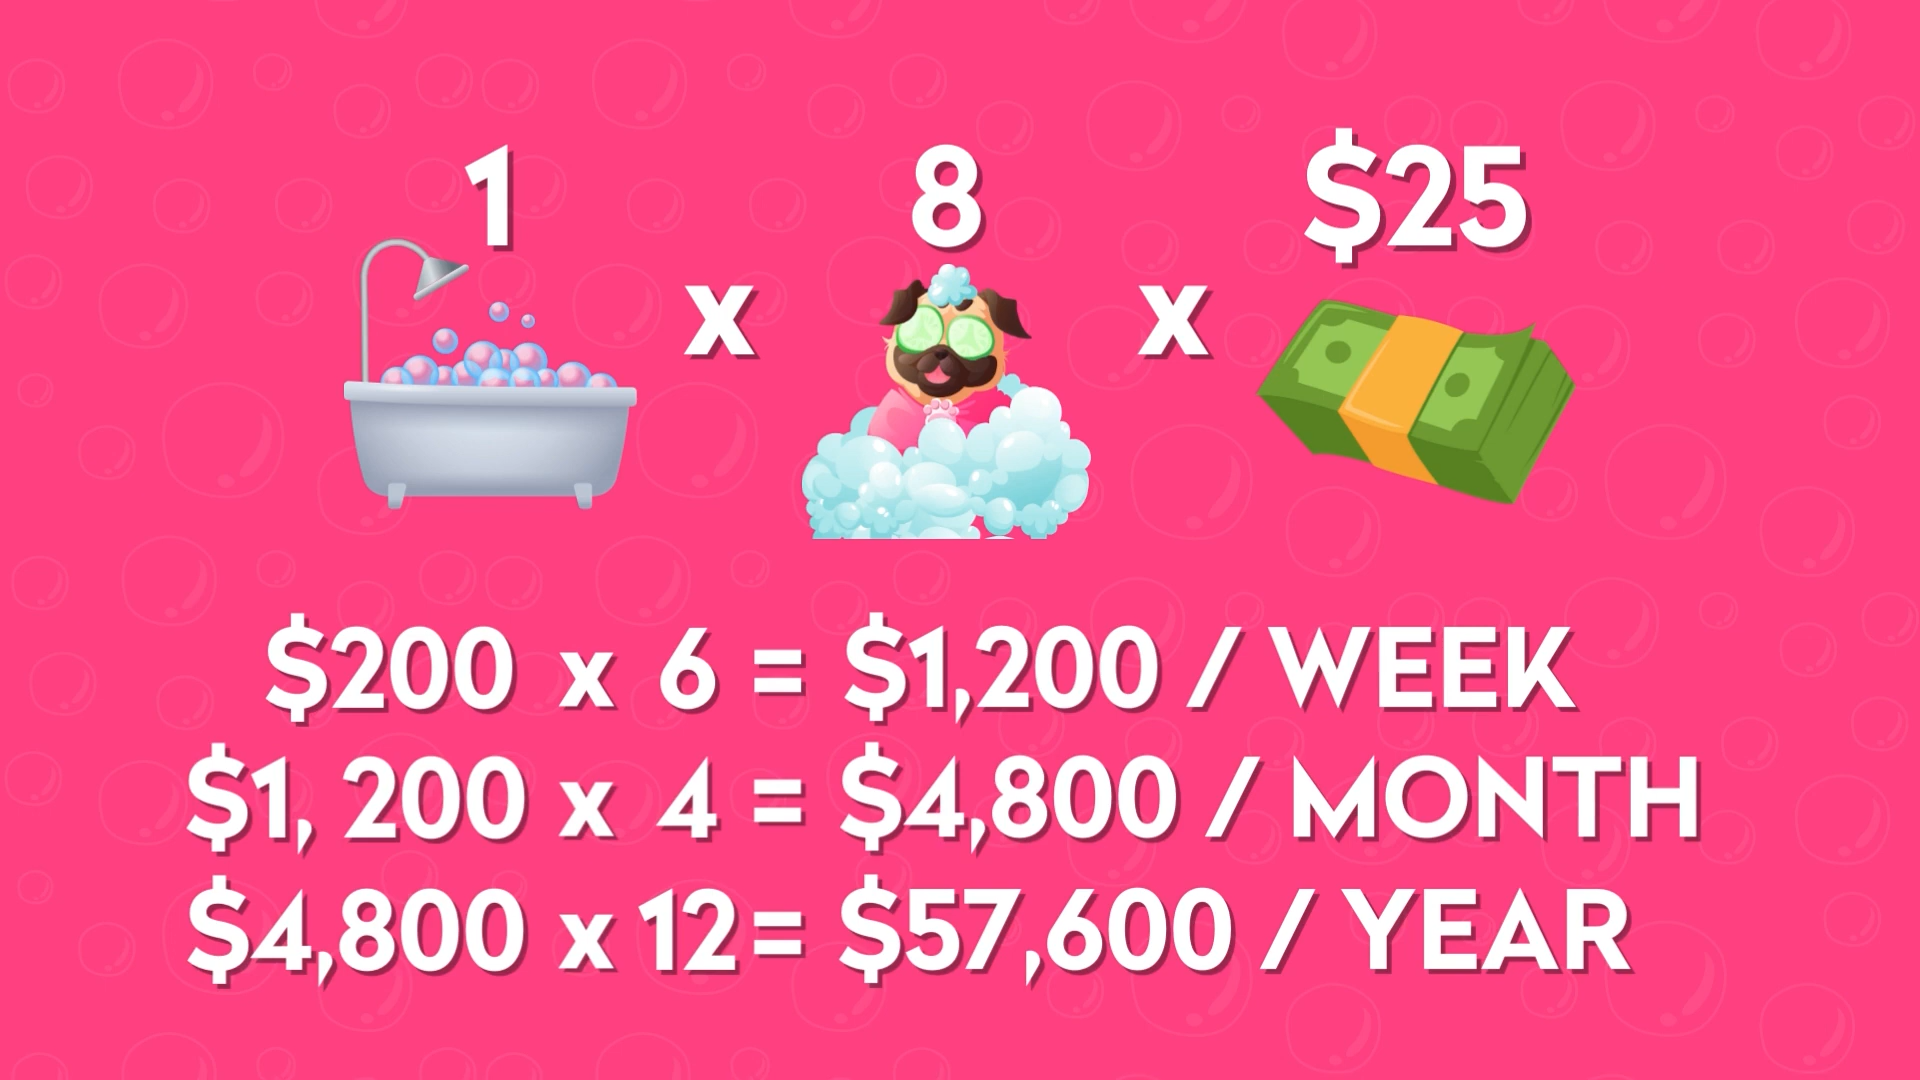 1 x 8 x $25
$200 x 6 = $1,200 / WEEK
$1, 200 x 4 = $4,800 / MONTH
$4,800 x 12 = $57,600 / YEAR